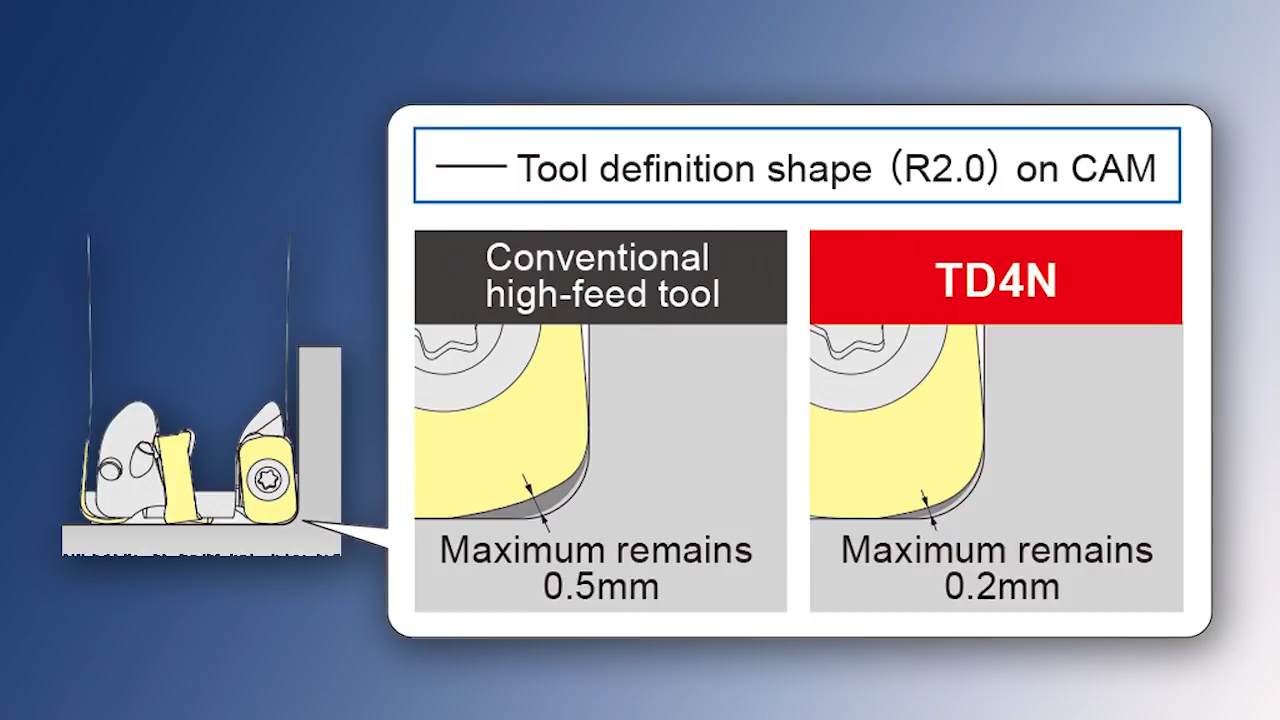 Tool definition shape (R2.0) on CAM
Conventional
high-feed tool
TD4N
Maximum remains
0.5mm
Maximum remains
0.2mm